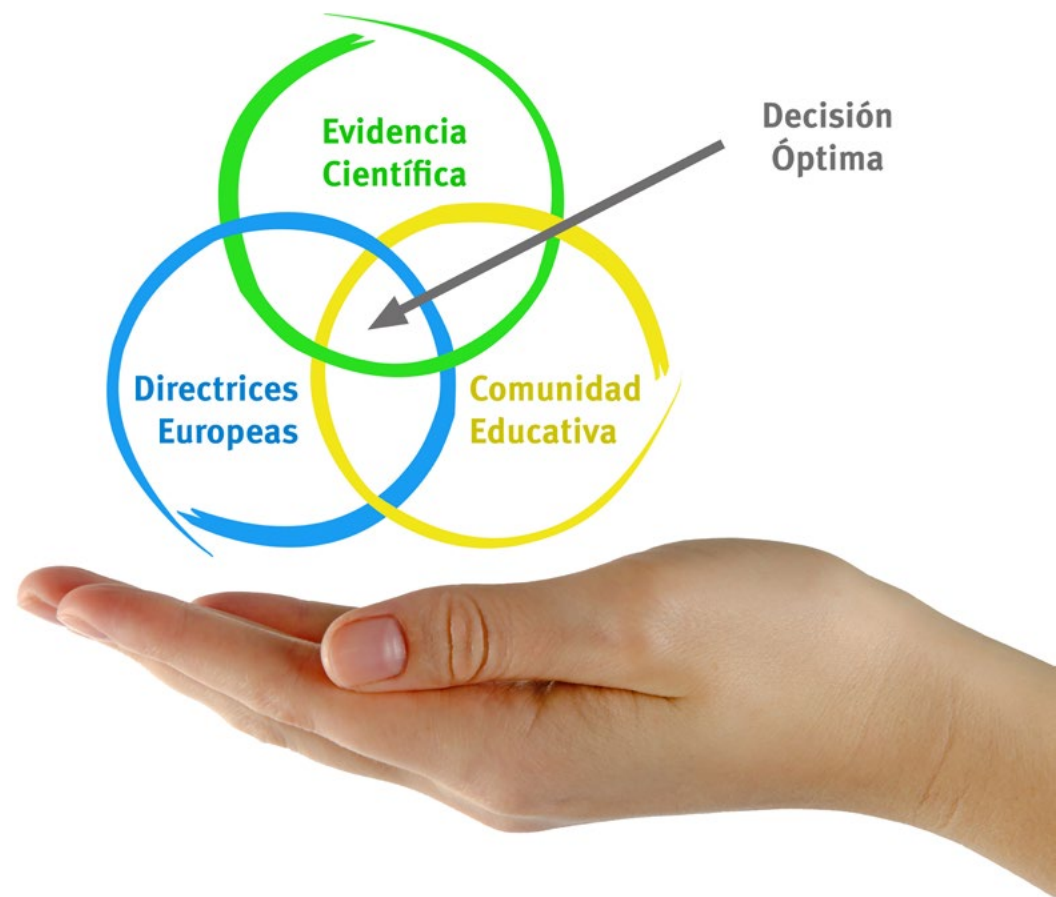 Evidencia
Científica
Decisión
Óptima
Directrices
Europeas
Comunidad
Educativa